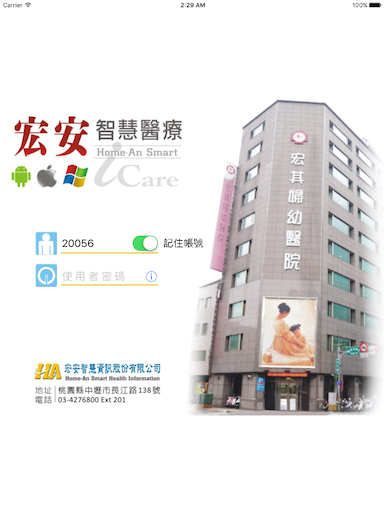 Carrier 2:29 AM 100%
宏安智慧醫療
Home-An Smart
iCare
20056 記住帳號
使用者密碼
HA 宏安智慧資訊股份有限公司
Home-An Smart Health Information
地址 桃園縣中壢市長江路138號
電話 03-4276800 Ext 201
宏其婦幼醫院